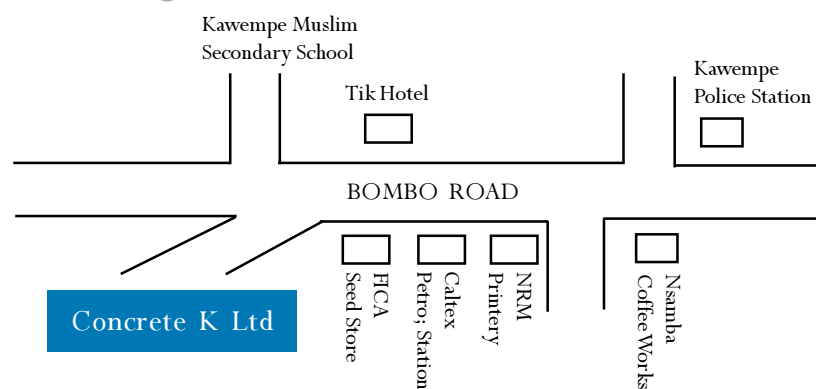 Kawempe Muslim
Secondary School
Tik Hotel
Kawempe
Police Station
BOMBO ROAD
FICA
Seed Store
Caltex
Petro; Station
NRM
Printery
Nsamba
Coffee Works
Concrete K Ltd